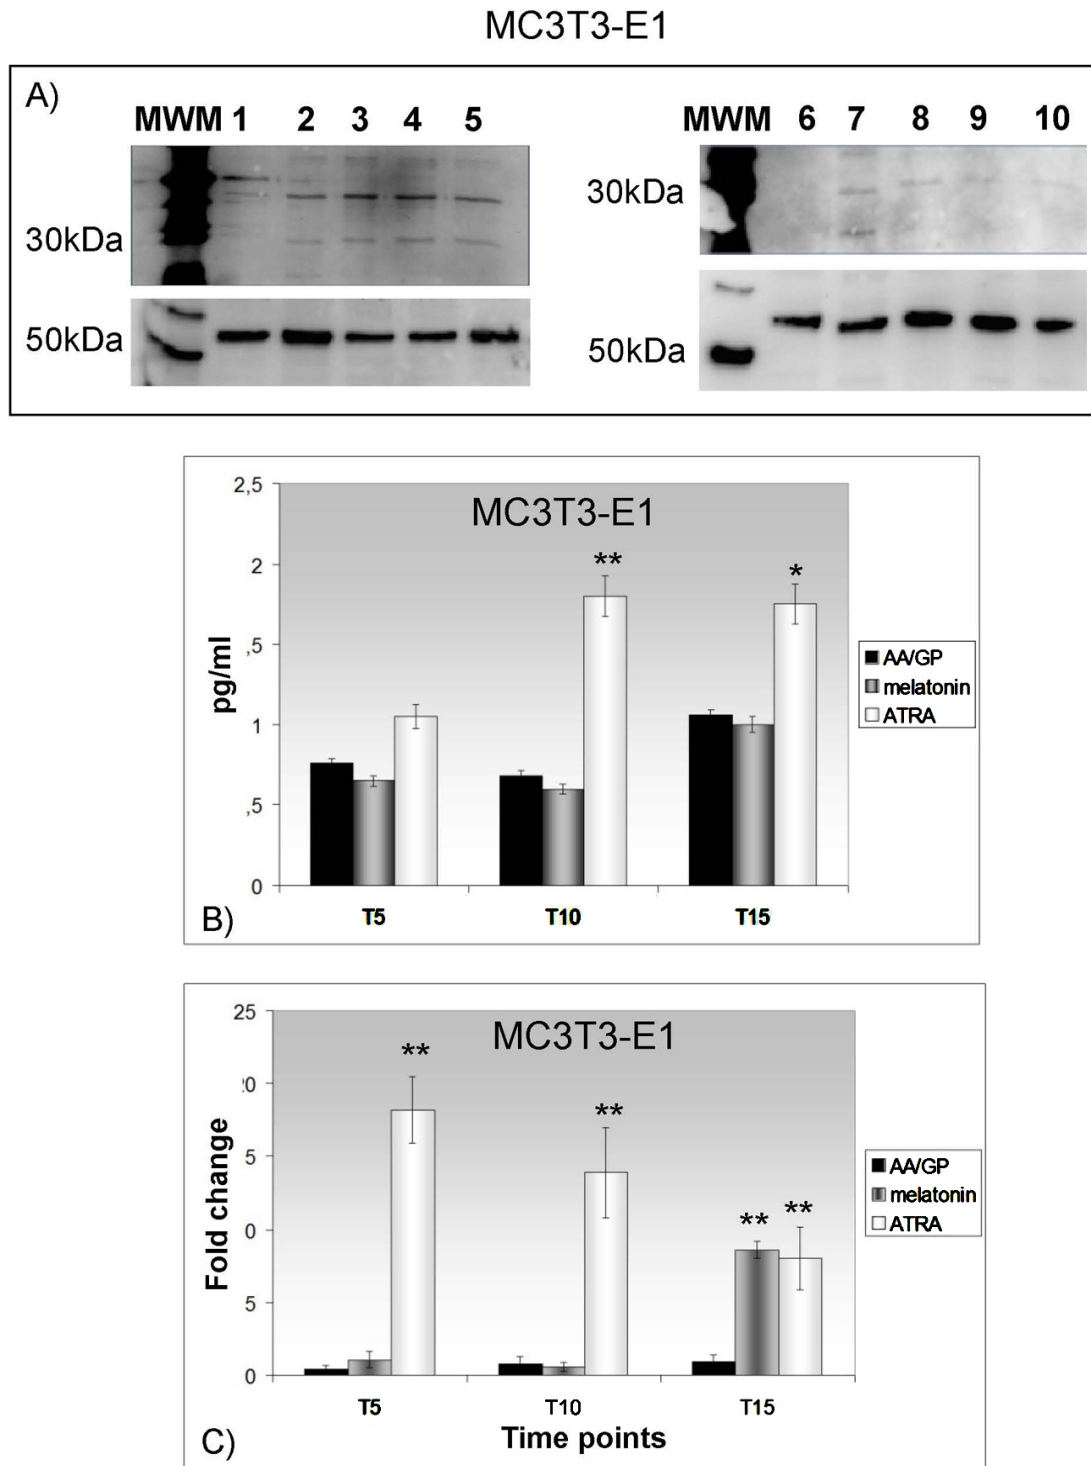 MC3T3-E1
A)
MWM 1 2 3 4 5
MWM 6 7 8 9 10
30kDa
30kDa
50kDa
50kDa
2,5
MC3T3-E1
**
*
2
,5
1
,5
0
pg/ml
AA/GP
melatonin
ATRA
T5 T10 T15
B)
25
MC3T3-E1
**
**
** **
0
5
0
5
0
Fold change
AA/GP
melatonin
ATRA
T5 T10 T15
Time points
C)